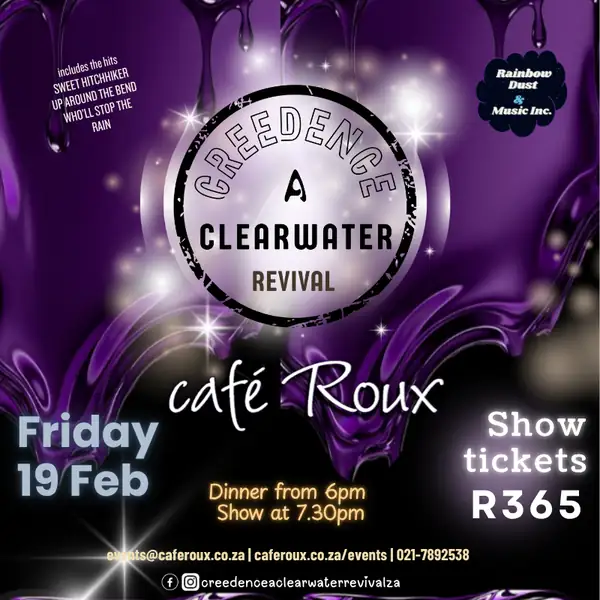 includes the hits
SWEET HITCHHIKER
UP AROUND THE BEND
WHO'LL STOP THE
RAIN
Rainbow
Dust
&
Music Inc.
CREEDENCE
A
CLEARWATER
REVIVAL
café Roux
Friday
19 Feb
Show
tickets
R365
Dinner from 6pm
Show at 7.30pm
events@caferoux.co.za | caferoux.co.za/events | 021-7892538
creedenceaclearwaterrevivalza